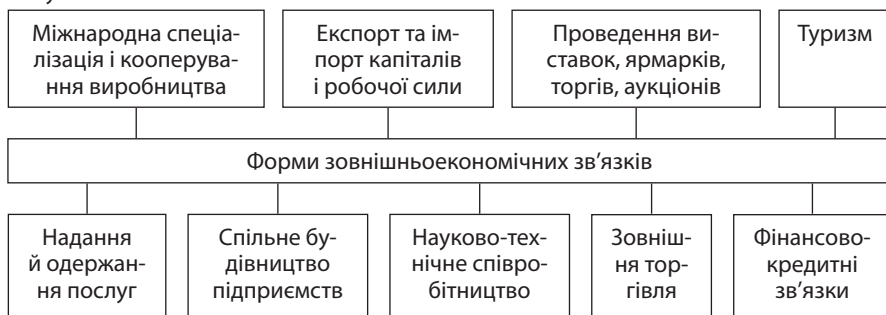 Міжнародна спеціа-
лізація і кооперува-
ння виробництва
Експорт та ім-
порт капіталів
і робочої сили
Проведення ви-
ставок, ярмарків,
торгів, аукціонів
Туризм
Форми зовнішньоекономічних зв'язків
Надання
й одержан-
ня послуг
Спільне бу-
дівництво
підприємств
Науково-тех-
нічне співро-
бітництво
Зовніш-
ня тор-
гівля
Фінансово-
кредитні
зв'язки